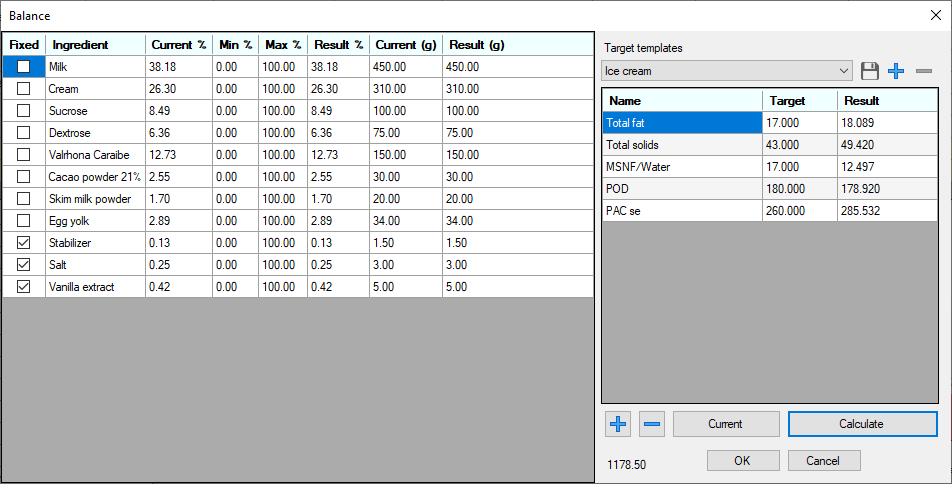 Balance
Fixed Ingredient Current % Min % Max % Result % Current (g) Result (g)
Milk 38.18 0.00 100.00 38.18 450.00 450.00
Cream 26.30 0.00 100.00 26.30 310.00 310.00
Sucrose 8.49 0.00 100.00 8.49 100.00 100.00
Dextrose 6.36 0.00 100.00 6.36 75.00 75.00
Valrhona Caraibe 12.73 0.00 100.00 12.73 150.00 150.00
Cacao powder 21% 2.55 0.00 100.00 2.55 30.00 30.00
Skim milk powder 1.70 0.00 100.00 1.70 20.00 20.00
Egg yolk 2.89 0.00 100.00 2.89 34.00 34.00
Stabilizer 0.13 0.00 100.00 0.13 1.50 1.50
Salt 0.25 0.00 100.00 0.25 3.00 3.00
Vanilla extract 0.42 0.00 100.00 0.42 5.00 5.00
Target templates
Ice cream
Name Target Result
Total fat 17.000 18.089
Total solids 43.000 49.420
MSNF/Water 17.000 12.497
POD 180.000 178.920
PAC se 260.000 285.532
Current Calculate
1178.50 OK Cancel